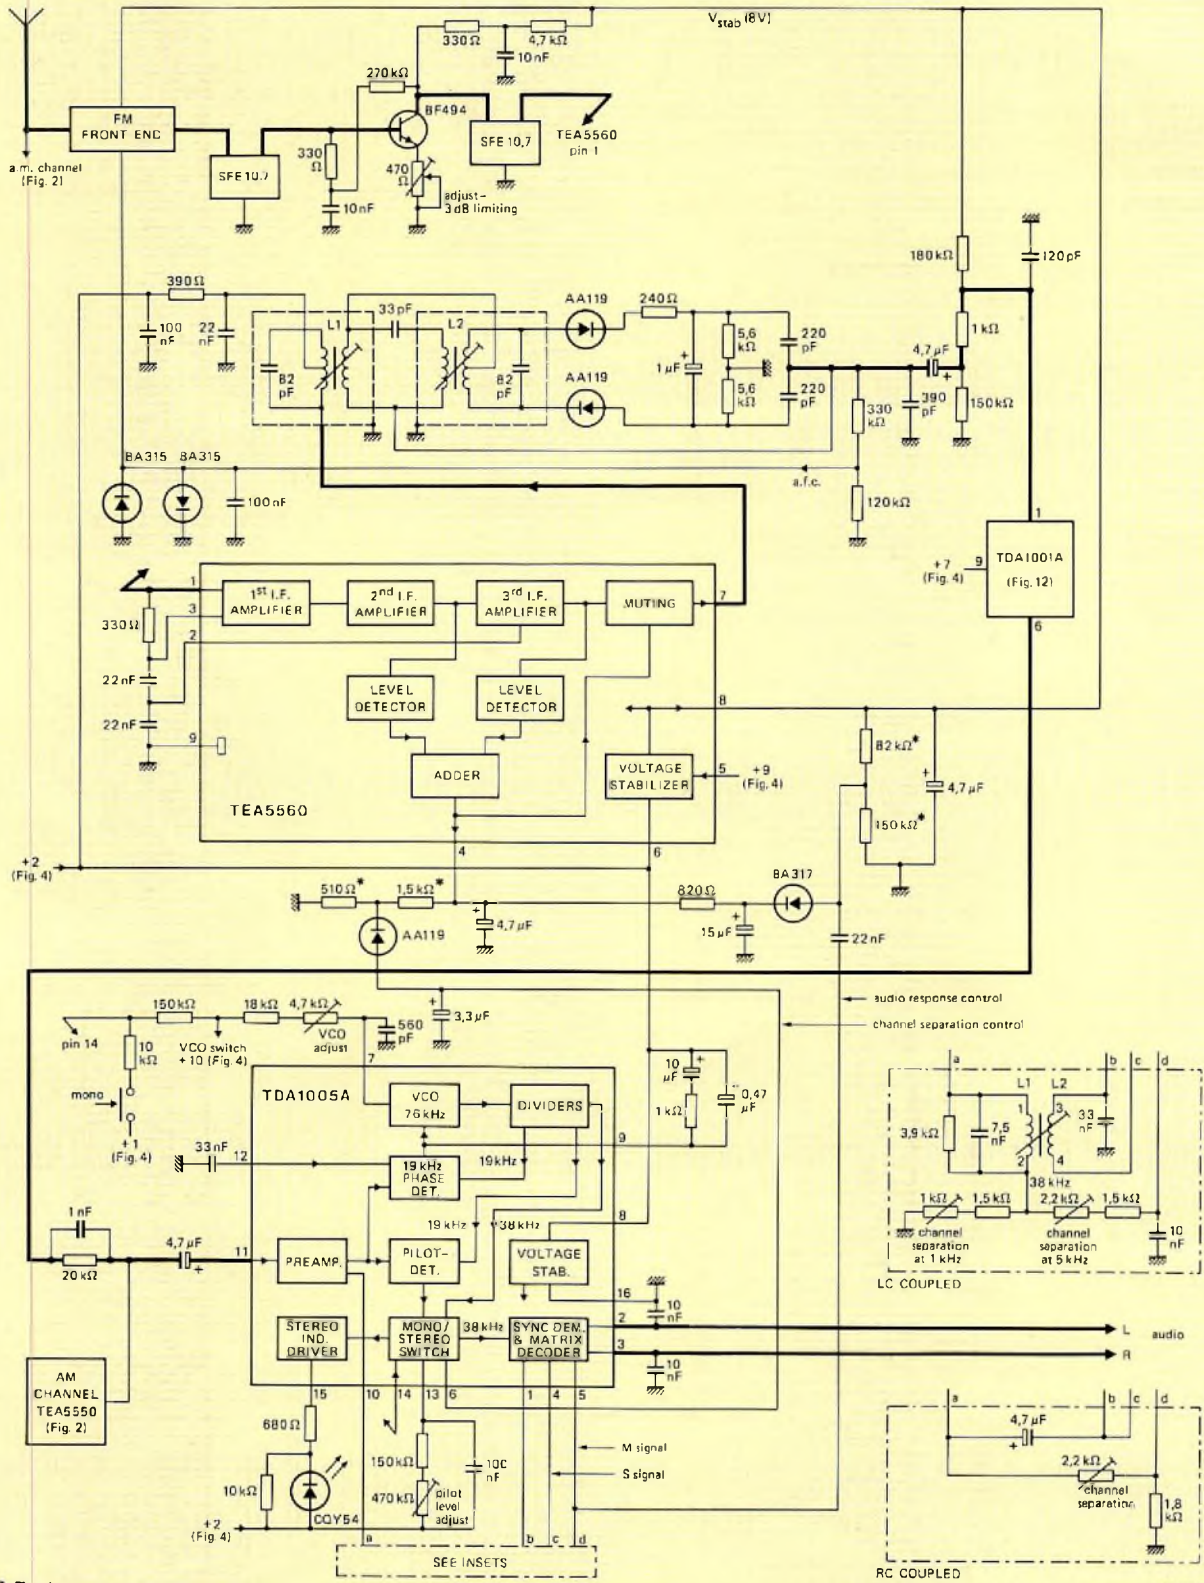 Vstab (8V)
330Ω
4,7kΩ
10nF
270kΩ
BF494
FM
FRONT END
SFE 10.7
SFE 10,7
TEA5560
pin 1
a.m. channel
(Fig. 2)
330
Ω
470
Ω
adjust-
3dB limiting
10nF
180kΩ
120pF
390Ω
100
nF
22
nF
L1
33pF
L2
82
pF
82
pF
AA119
240Ω
AA119
1µF
5,6
kΩ
5,6
kΩ
220
pF
220
pF
1kΩ
4,7µF
+
330
kΩ
390
pF
150kΩ
BA315
BA315
100nF
a.f.c.
120kΩ
1
TDA1001A
(Fig. 12)
+7
(Fig. 4)
9
6
1
3
2
9
330Ω
22nF
22nF
1st I.F.
AMPLIFIER
2nd I.F.
AMPLIFIER
3rd I.F.
AMPLIFIER
MUTING
7
LEVEL
DETECTOR
LEVEL
DETECTOR
ADDER
8
VOLTAGE
STABILIZER
5
+9
(Fig. 4)
82kΩ*
4,7µF
150kΩ*
TEA5560
4
6
+2
(Fig. 4)
510Ω*
1,5kΩ*
AA119
4,7µF
820Ω
BA317
15µF
22nF
audio response control
channel separation control
150kΩ
18kΩ
4,7kΩ
pin 14
10
kΩ
VCO switch
+10 (Fig. 4)
VCO
adjust
560
pF
3,3µF
7
mono
+1
(Fig. 4)
TDA1005A
VCO
76kHz
DIVIDERS
10
µF
1kΩ
0,47
µF
9
33nF
12
19kHz
PHASE
DET.
19kHz
19kHz
38kHz
8
1nF
20kΩ
4,7µF
+
11
PREAMP.
PILOT-
DET.
VOLTAGE
STAB.
16
10
nF
STEREO
IND.
DRIVER
MONO/
STEREO
SWITCH
38kHz
SYNC DEM.
& MATRIX
DECODER
2
3
10
nF
L
audio
R
15
10
14
13
6
1
4
5
AM
CHANNEL
TEA5550
(Fig. 2)
680Ω
10kΩ
CQY54
+2
(Fig. 4)
150kΩ
470kΩ
pilot
level
adjust
100
nF
M signal
S signal
a
b
c
d
SEE INSETS
a
b
c
d
L1
L2
3,9kΩ
7,5
nF
1
2
3
4
33
nF
38 kHz
1kΩ
1,5kΩ
2,2kΩ
1,5kΩ
channel
separation
at 1 kHz
channel
separation
at 5 kHz
10
nF
LC COUPLED
a
b
c
d
4,7µF
+
2,2kΩ
channel
separation
1,8
kΩ
RC COUPLED